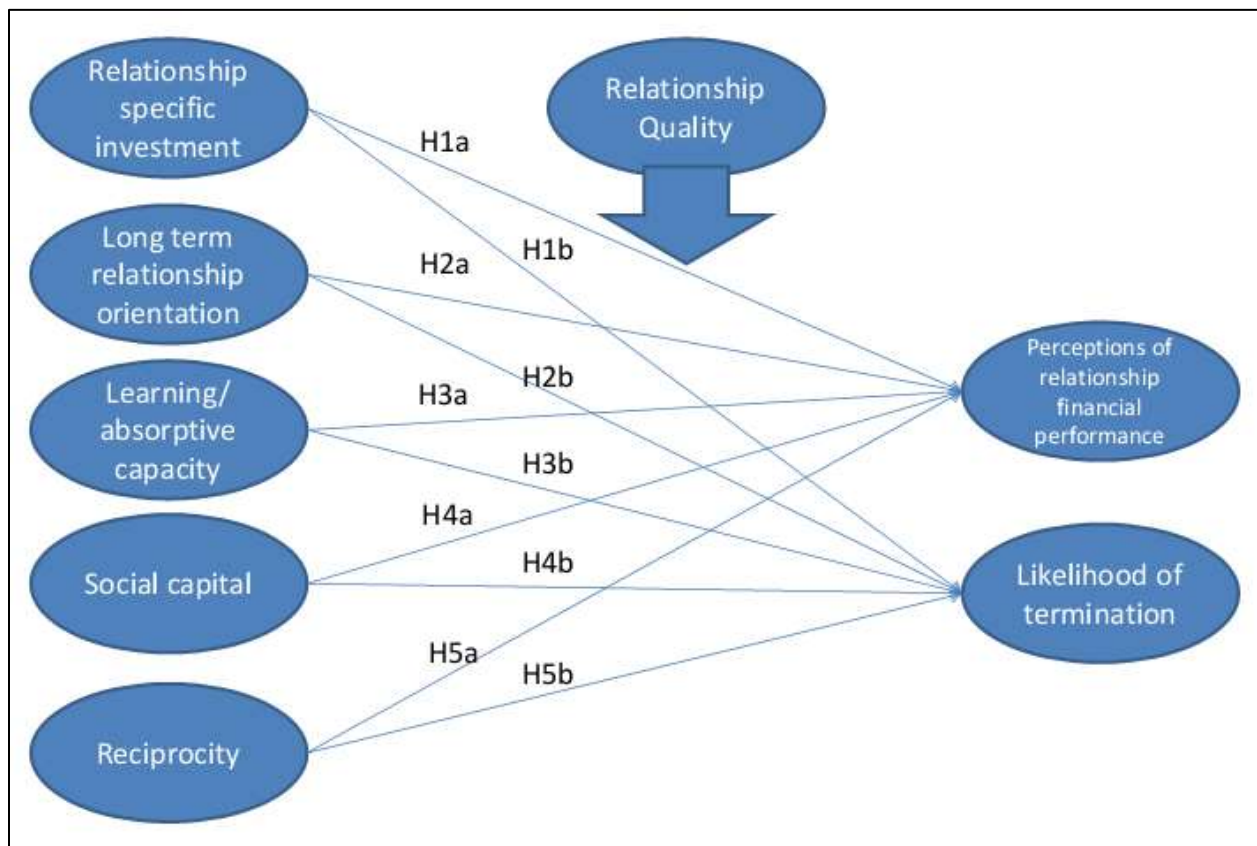 Relationship
specific
investment
Relationship
Quality
H1a
Long term
relationship
orientation
H2a
H1b
Perceptions of
relationship
financial
performance
Learning/
absorptive
capacity
H3a
H2b
H3b
Social capital
H4a
H4b
Likelihood of
termination
Reciprocity
H5a
H5b